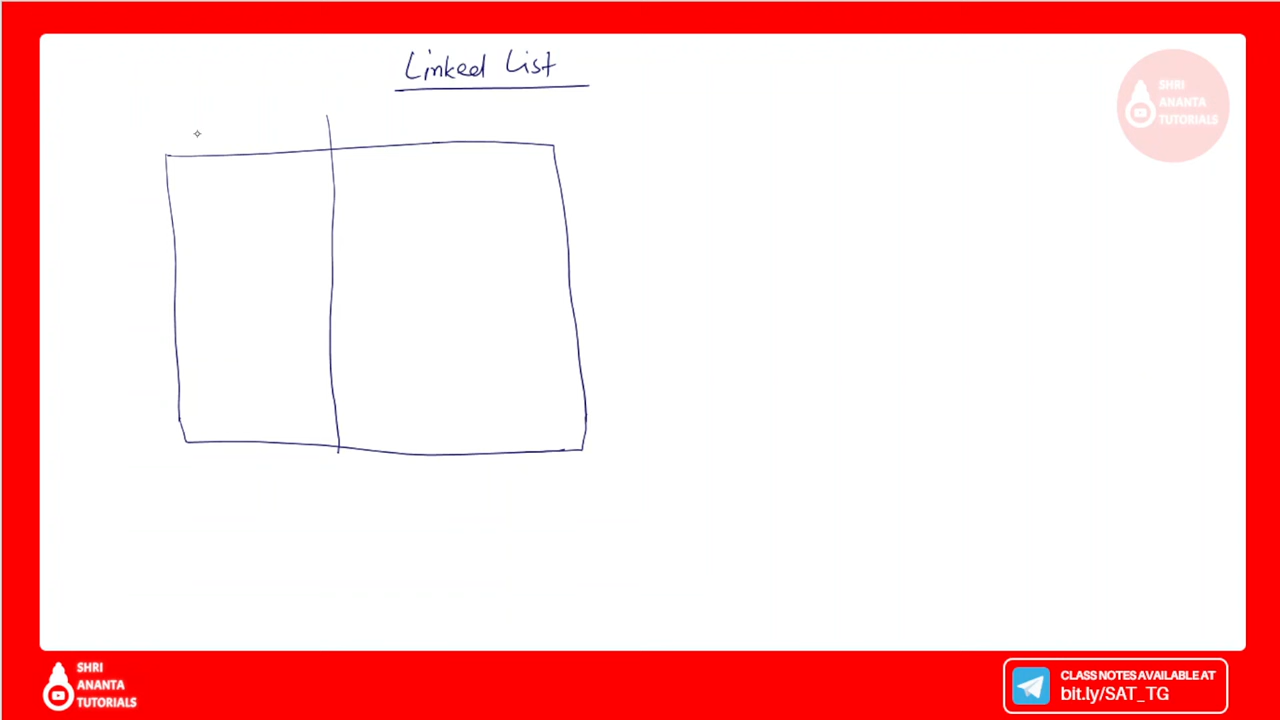 Linked List
SHRI
ANANTA
TUTORIALS
SHRI
ANANTA
TUTORIALS
CLASS NOTES AVAILABLE AT
bit.ly/SAT_TG